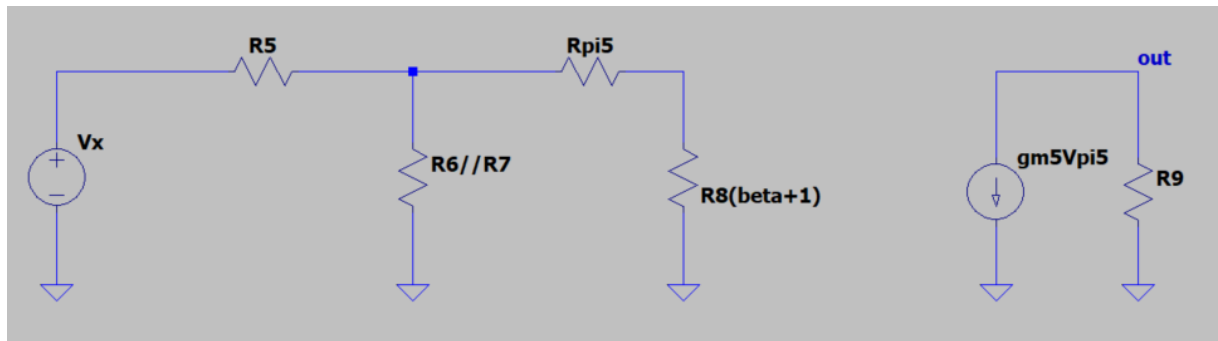 R5
Rpi5
out
Vx
+
−
R6//R7
R8(beta+1)
gm5Vpi5
R9